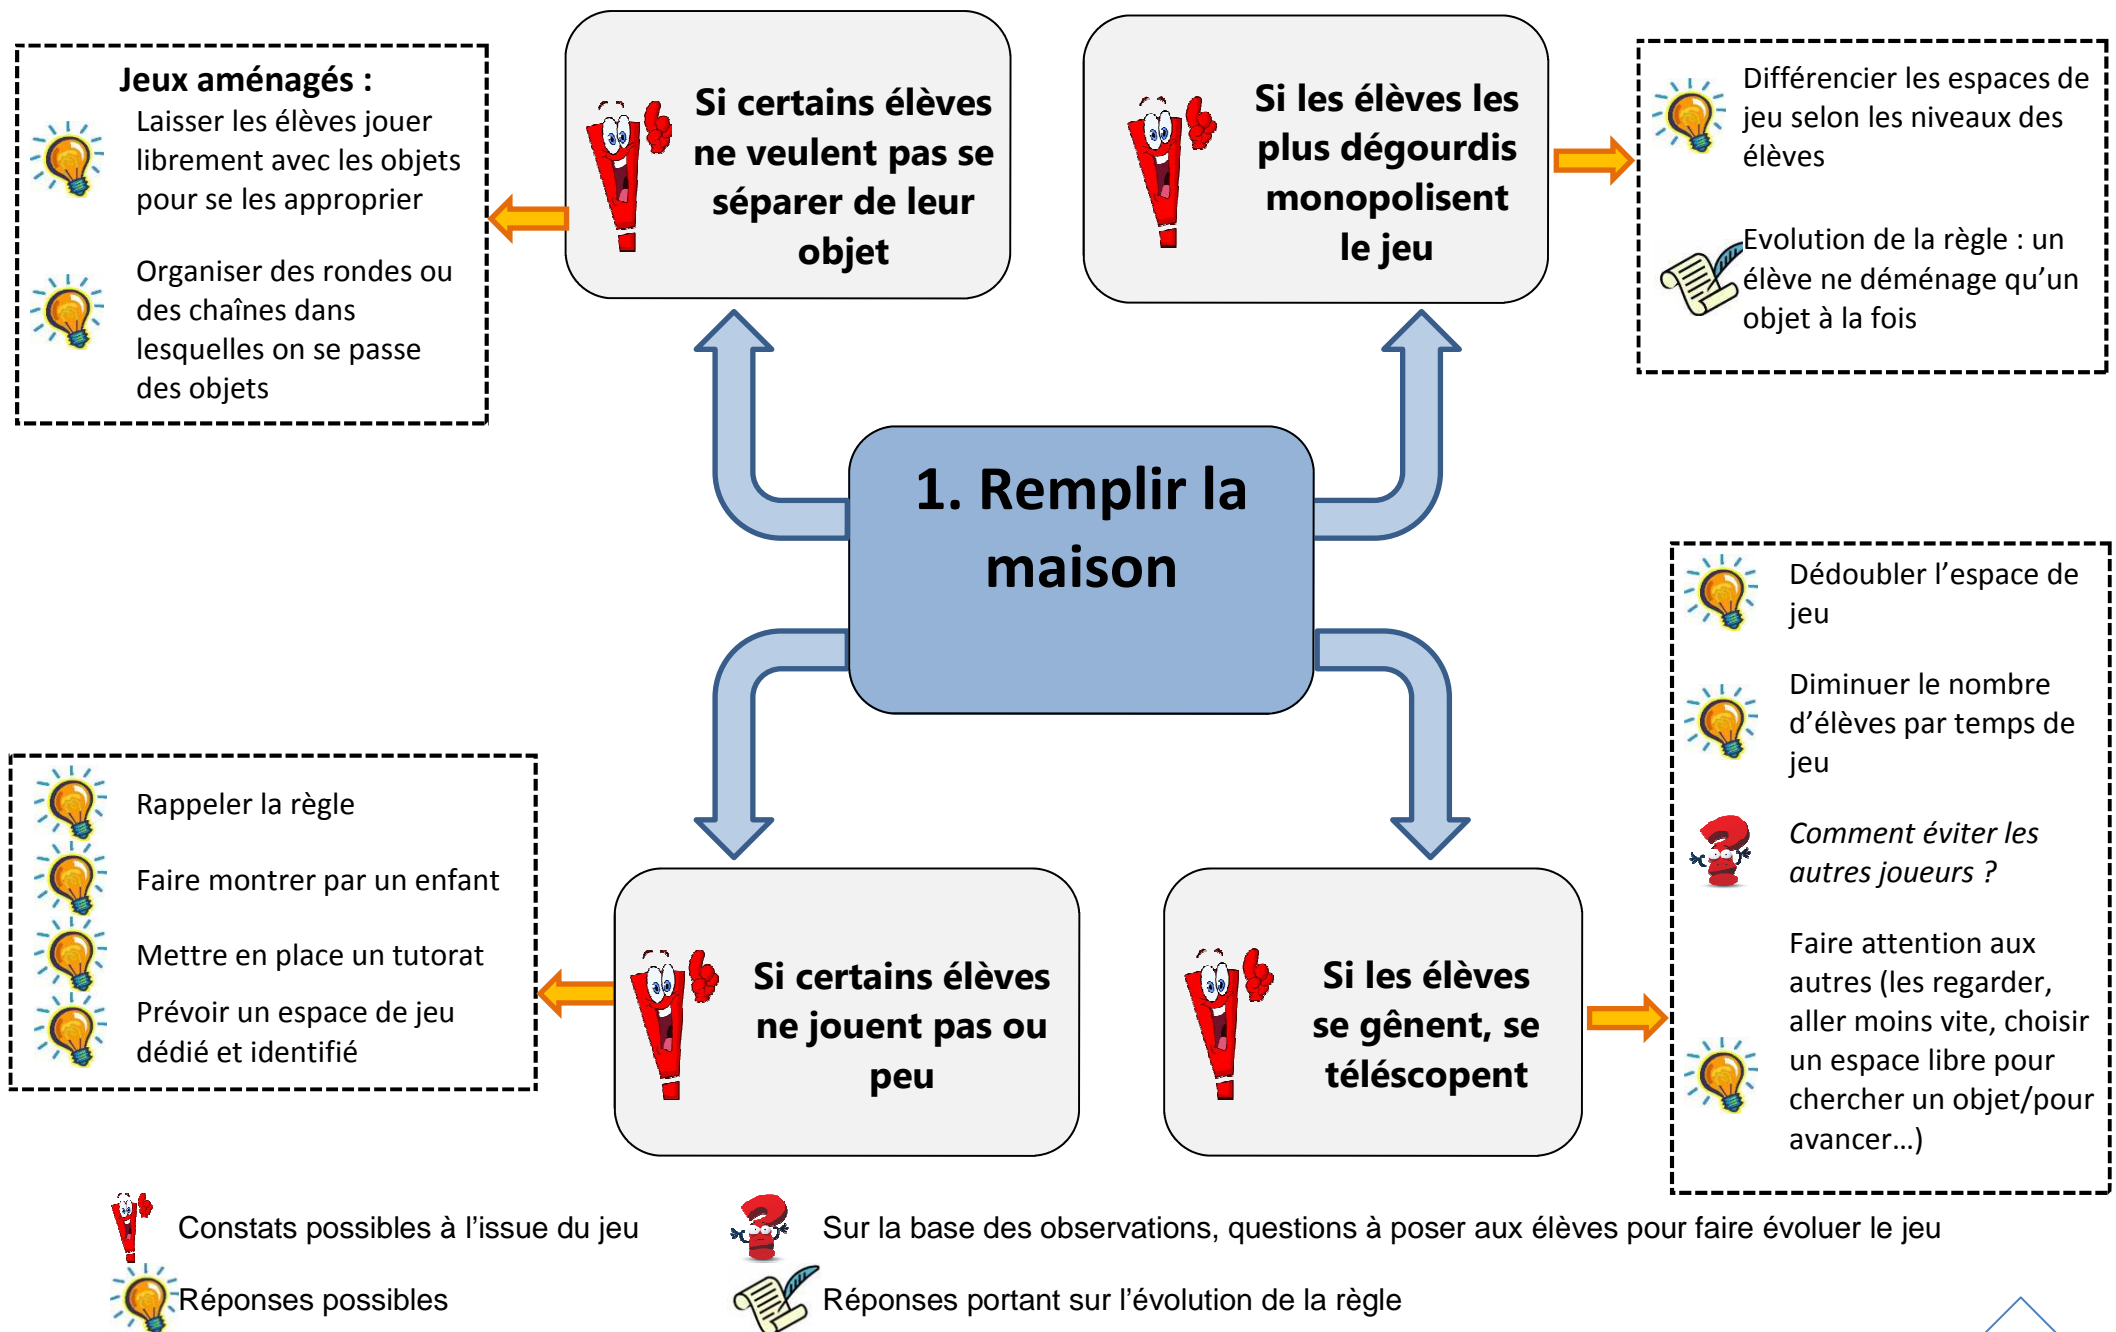 Jeux aménagés :
Laisser les élèves jouer
librement avec les objets
pour se les approprier
Organiser des rondes ou
des chaînes dans
lesquelles on se passe
des objets
Si certains élèves
ne veulent pas se
séparer de leur
objet
Si les élèves les
plus dégourdis
monopolisent
le jeu
Différencier les espaces de
jeu selon les niveaux des
élèves
Evolution de la règle : un
élève ne déménage qu’un
objet à la fois
1. Remplir la
maison
Rappeler la règle
Faire montrer par un enfant
Mettre en place un tutorat
Prévoir un espace de jeu
dédié et identifié
Si certains élèves
ne jouent pas ou
peu
Si les élèves
se gênent, se
téléscopent
Dédoubler l’espace de
jeu
Diminuer le nombre
d’élèves par temps de
jeu
Comment éviter les
autres joueurs ?
Faire attention aux
autres (les regarder,
aller moins vite, choisir
un espace libre pour
chercher un objet/pour
avancer…)
Constats possibles à l’issue du jeu
Sur la base des observations, questions à poser aux élèves pour faire évoluer le jeu
Réponses possibles
Réponses portant sur l’évolution de la règle